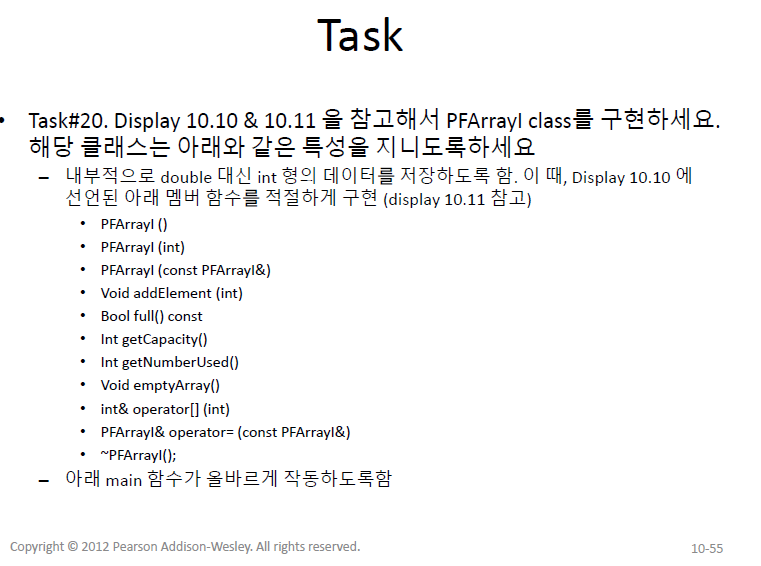 Task
• Task#20. Display 10.10 & 10.11 을 참고해서 PFArrayI class를 구현하세요.
해당 클래스는 아래와 같은 특성을 지니도록하세요
– 내부적으로 double 대신 int 형의 데이터를 저장하도록 함. 이 때, Display 10.10 에
선언된 아래 멤버 함수를 적절하게 구현 (display 10.11 참고)
• PFArrayI ()
• PFArrayI (int)
• PFArrayI (const PFArrayI&)
• Void addElement (int)
• Bool full() const
• Int getCapacity()
• Int getNumberUsed()
• Void emptyArray()
• int& operator[] (int)
• PFArrayI& operator= (const PFArrayI&)
• ~PFArrayI();
– 아래 main 함수가 올바르게 작동하도록함
Copyright © 2012 Pearson Addison-Wesley. All rights reserved.
10-55